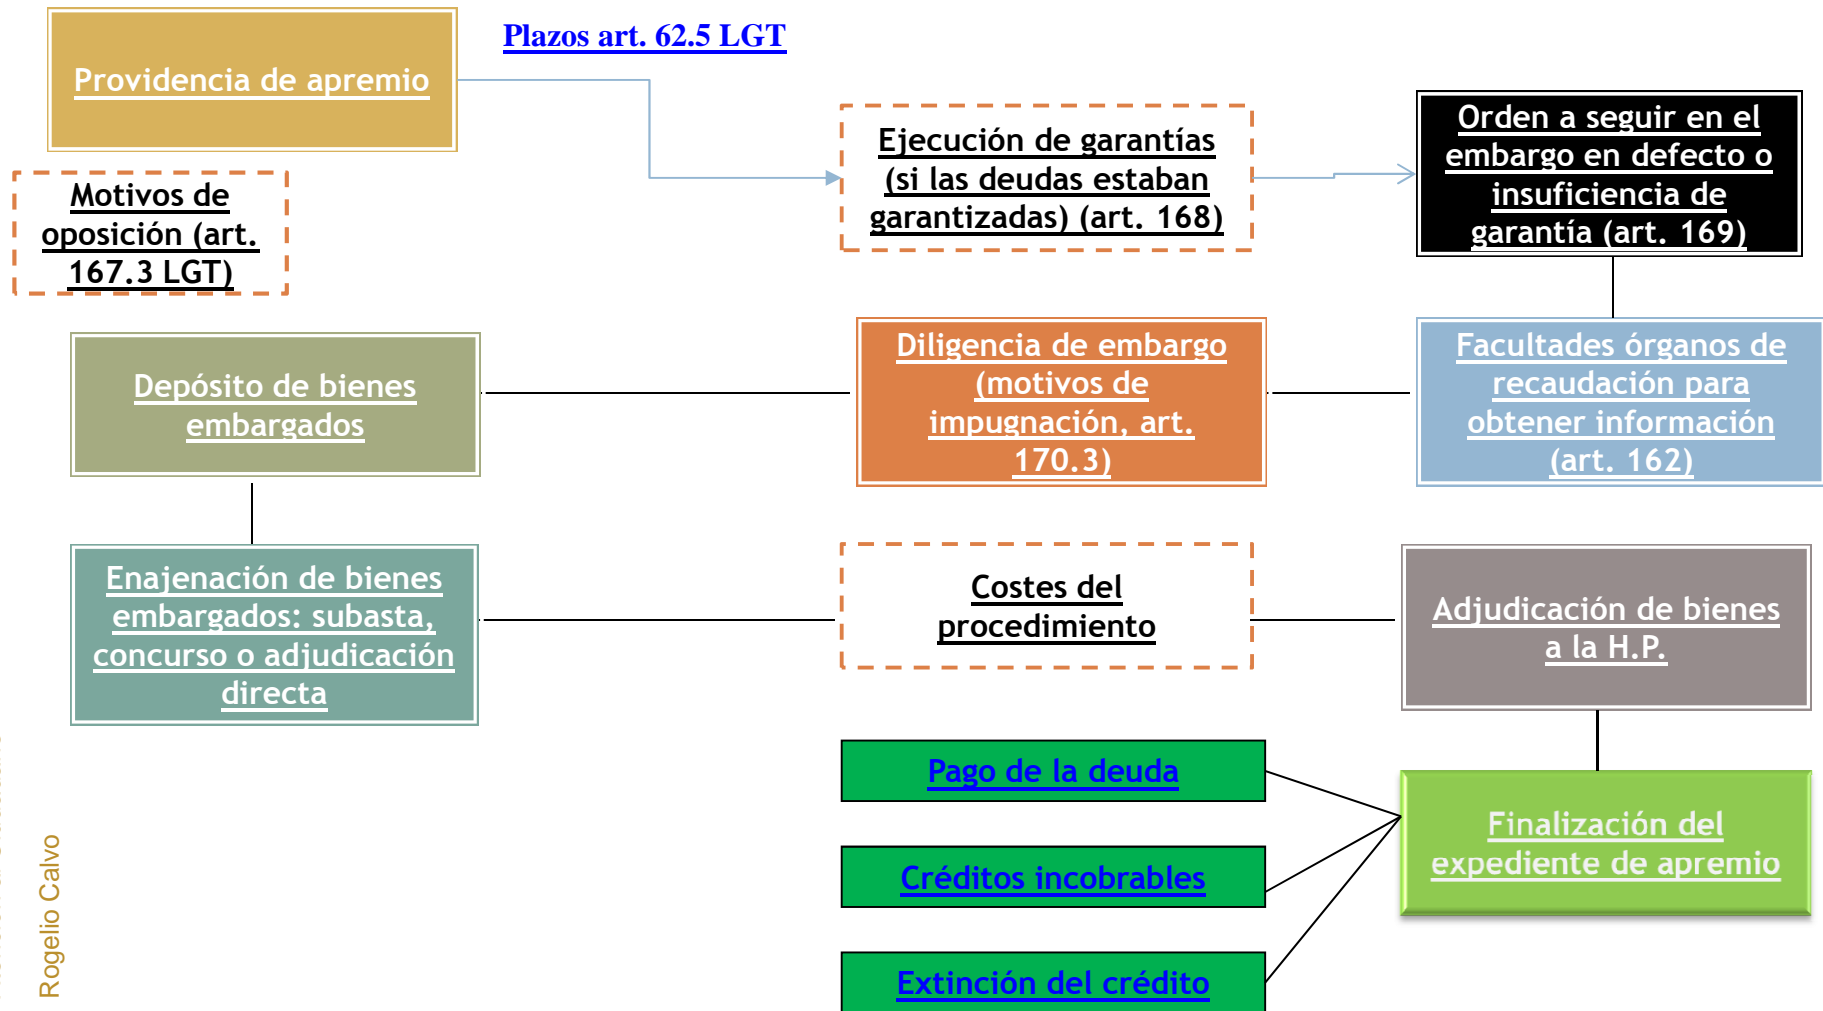 Plazos art. 62.5 LGT
Providencia de apremio
Motivos de
oposición (art.
167.3 LGT)
Ejecución de garantías
(si las deudas estaban
garantizadas) (art. 168)
Orden a seguir en el
embargo en defecto o
insuficiencia de
garantía (art. 169)
Depósito de bienes
embargados
Diligencia de embargo
(motivos de
impugnación, art.
170.3)
Facultades órganos de
recaudación para
obtener información
(art. 162)
Enajenación de bienes
embargados: subasta,
concurso o adjudicación
directa
Costes del
procedimiento
Adjudicación de bienes
a la H.P.
Pago de la deuda
Créditos incobrables
Extinción del crédito
Finalización del
expediente de apremio
Rogelio Calvo